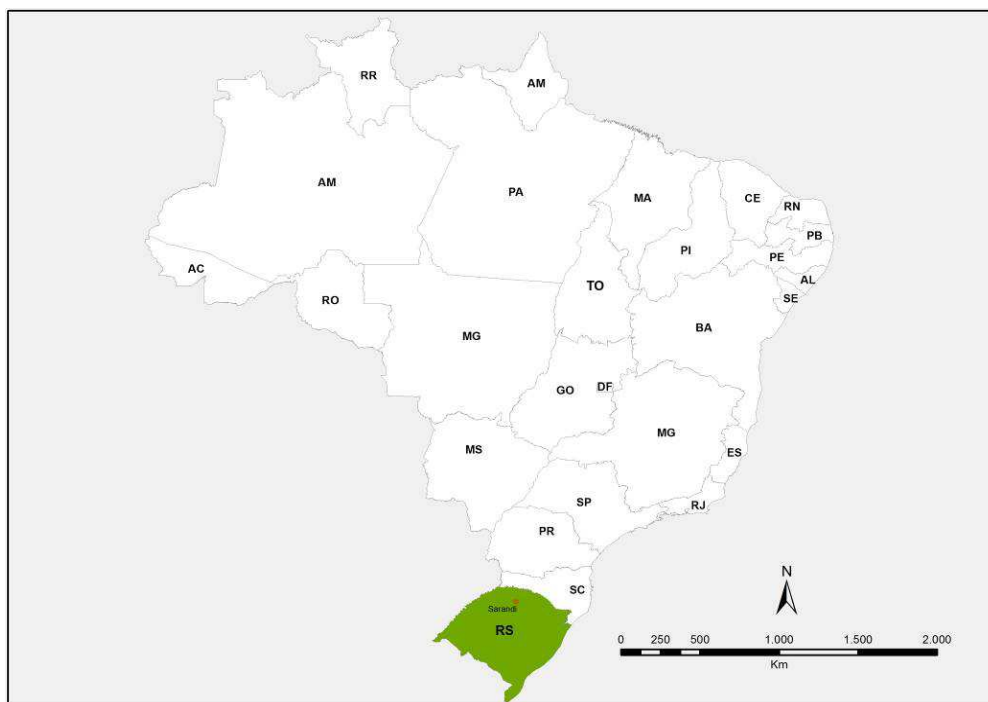 RR
AM
AM
PA
MA
CE
RN
PB
PI
PE
AL
AC
SE
TO
RO
BA
MG
DF
GO
MG
MS
ES
SP
RJ
PR
N
SC
Sarandi
RS
0 250 500 1.000 1.500 2.000
Km